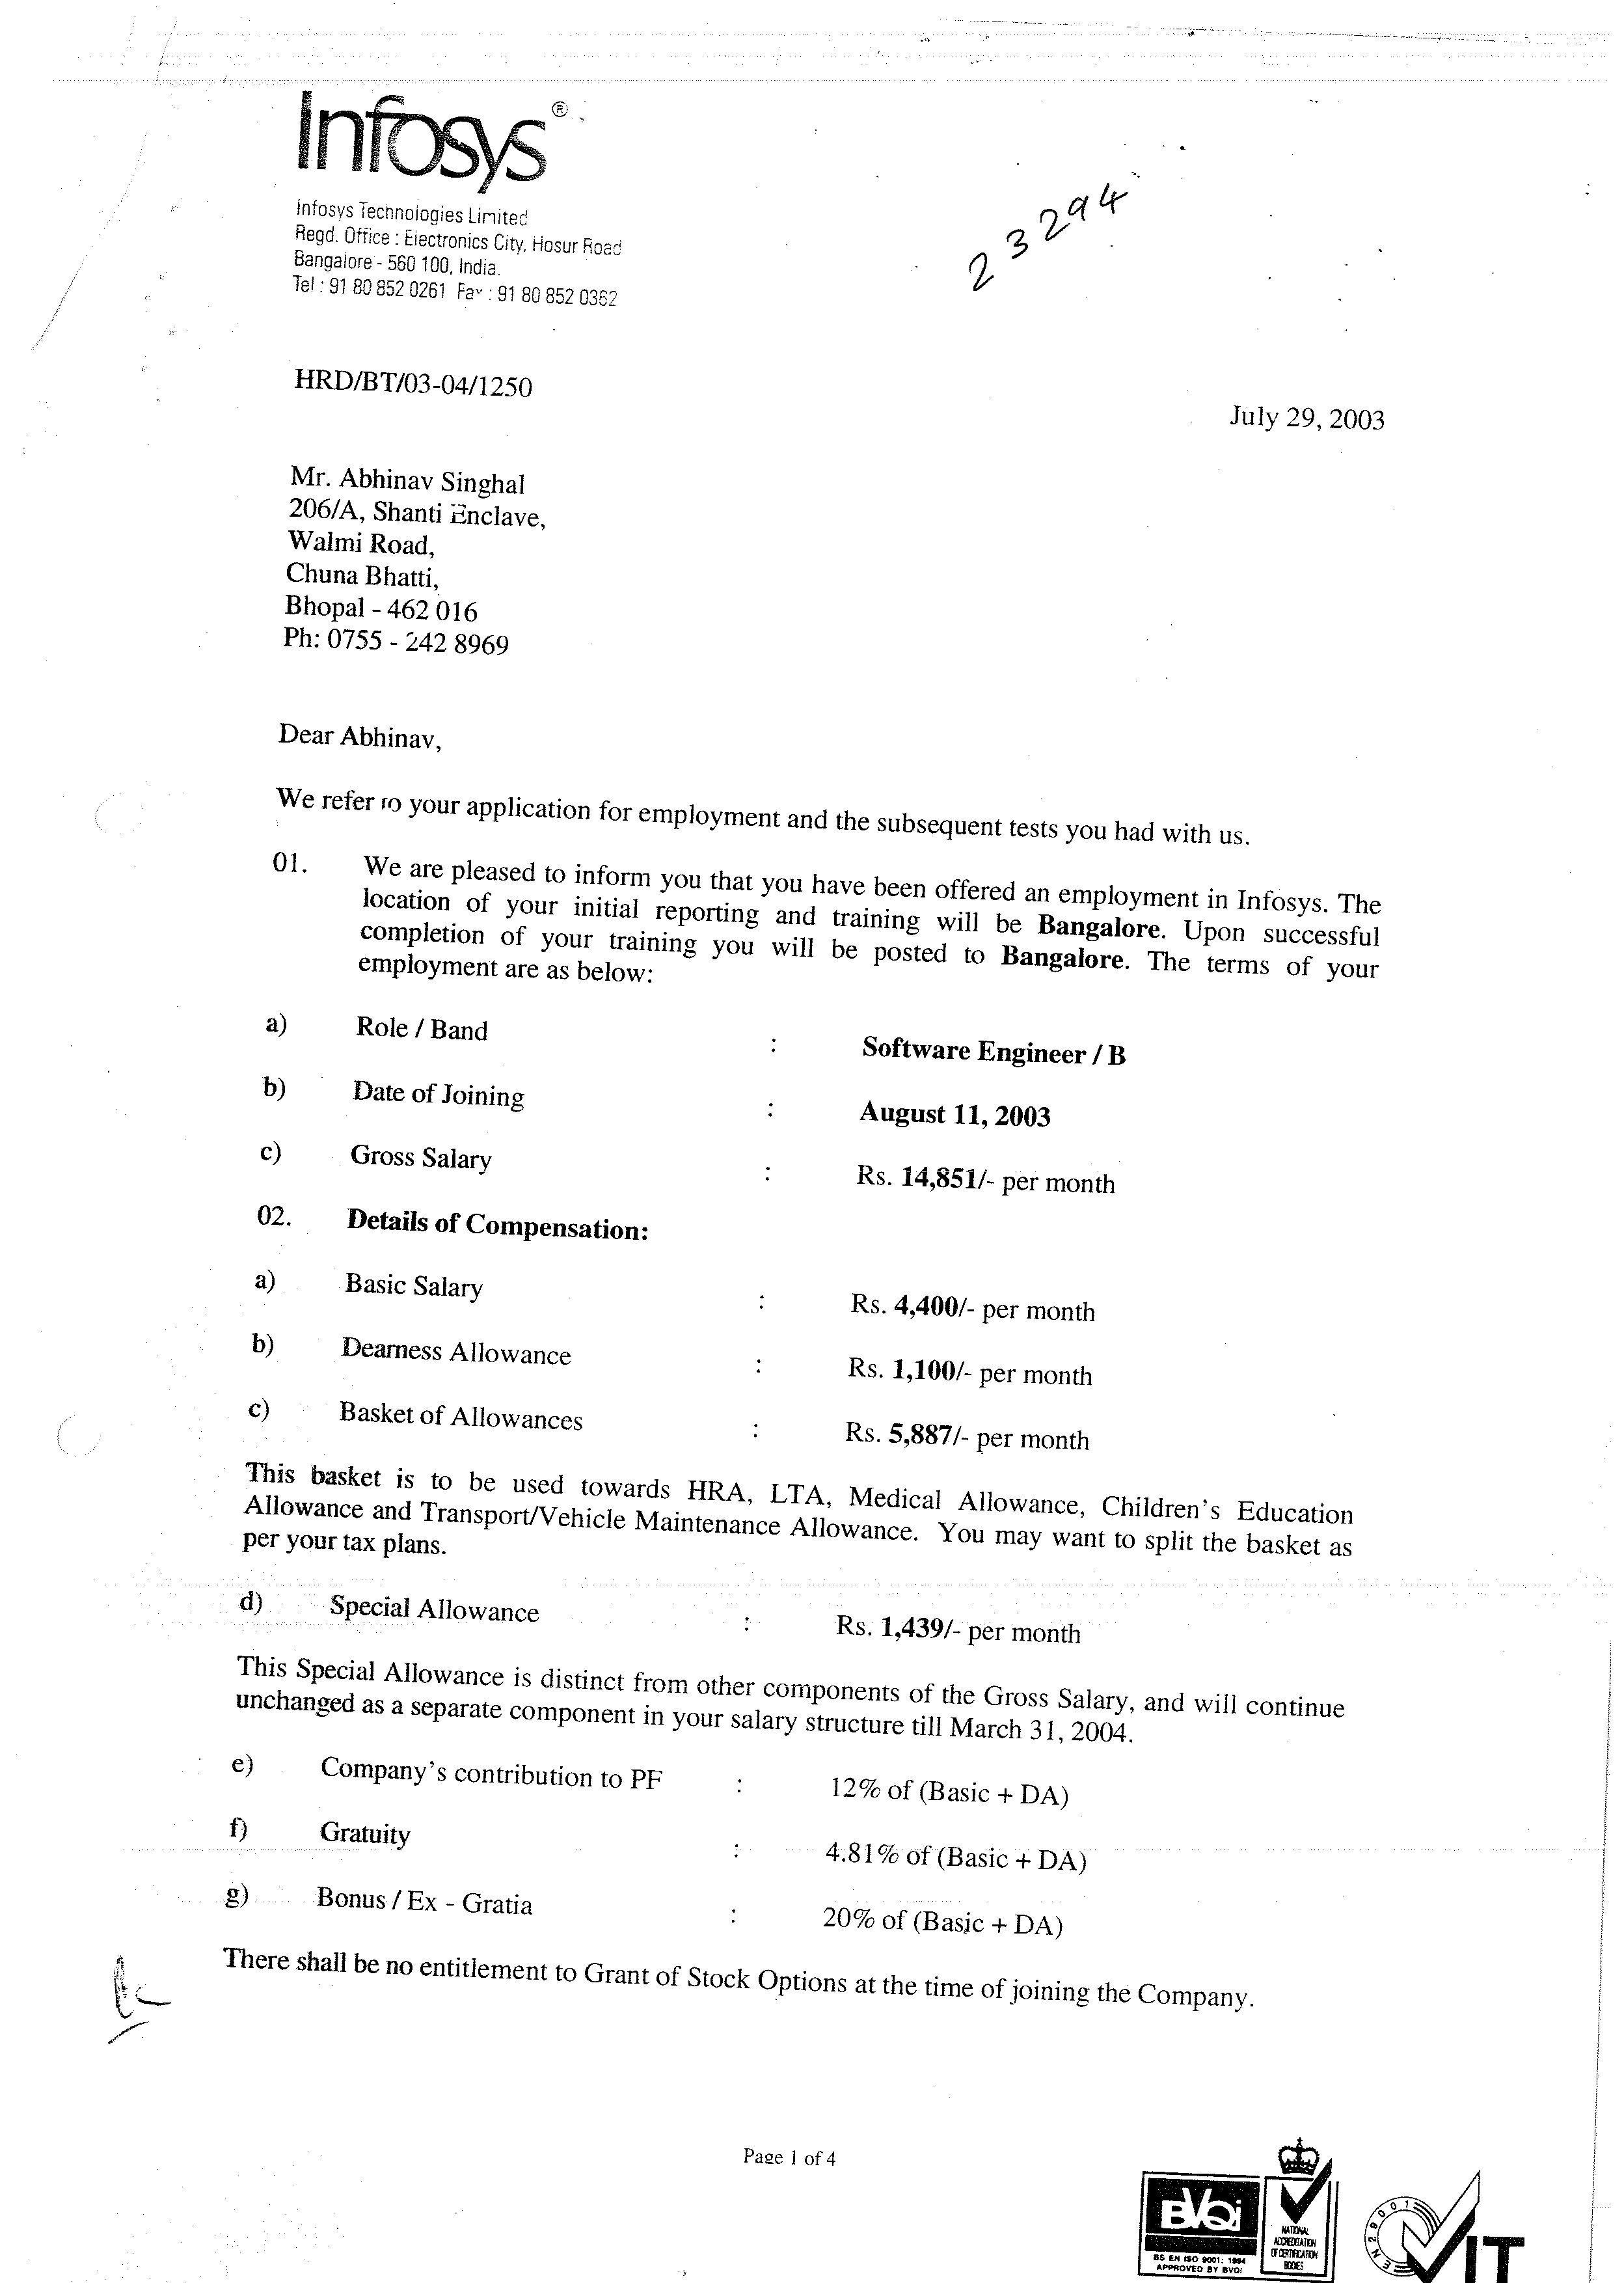 Infosys ®
Infosys Technologies Limited
Regd. Office : Electronics City, Hosur Road
Bangalore - 560 100, India.
Tel : 91 80 852 0261 Fax : 91 80 852 0362
23294
HRD/BT/03-04/1250
July 29, 2003
Mr. Abhinav Singhal
206/A, Shanti Enclave,
Walmi Road,
Chuna Bhatti,
Bhopal - 462 016
Ph: 0755 - 242 8969
Dear Abhinav,
We refer to your application for employment and the subsequent tests you had with us.
01. We are pleased to inform you that you have been offered an employment in Infosys. The
location of your initial reporting and training will be Bangalore. Upon successful
completion of your training you will be posted to Bangalore. The terms of your
employment are as below:
a) Role / Band : Software Engineer / B
b) Date of Joining : August 11, 2003
c) Gross Salary : Rs. 14,851/- per month
02. Details of Compensation:
a) Basic Salary : Rs. 4,400/- per month
b) Dearness Allowance : Rs. 1,100/- per month
c) Basket of Allowances : Rs. 5,887/- per month
This basket is to be used towards HRA, LTA, Medical Allowance, Children's Education
Allowance and Transport/Vehicle Maintenance Allowance. You may want to split the basket as
per your tax plans.
d) Special Allowance : Rs. 1,439/- per month
This Special Allowance is distinct from other components of the Gross Salary, and will continue
unchanged as a separate component in your salary structure till March 31, 2004.
e) Company's contribution to PF : 12% of (Basic + DA)
f) Gratuity : 4.81% of (Basic + DA)
g) Bonus / Ex - Gratia : 20% of (Basic + DA)
There shall be no entitlement to Grant of Stock Options at the time of joining the Company.
Page 1 of 4
BVQi
BS EN ISO 9001: 1994
APPROVED BY BVQI
NATIONAL
ACCREDITATION
OF CERTIFICATION
BODIES
EN 29001
IT